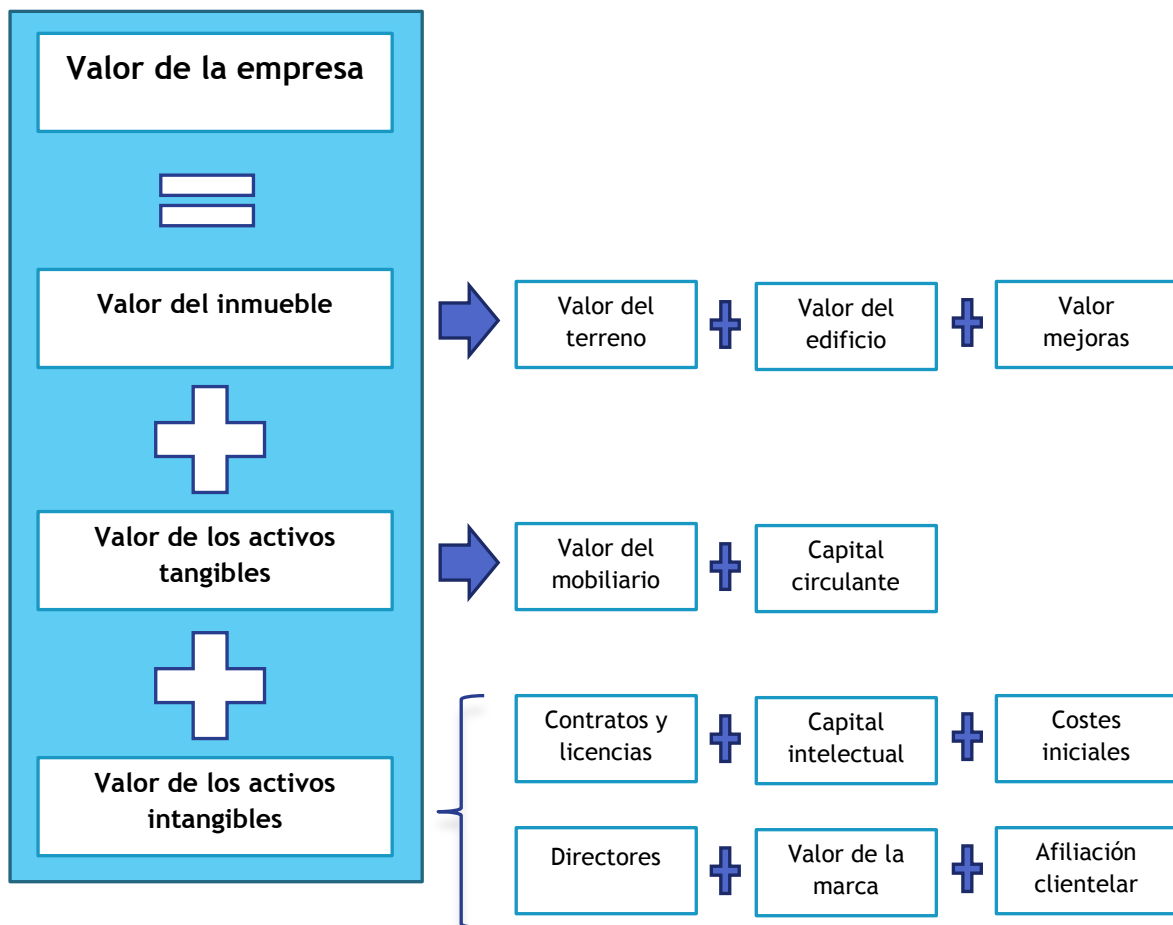 Valor de la empresa
Valor del inmueble
Valor del
terreno
Valor del
edificio
Valor
mejoras
Valor de los activos
tangibles
Valor del
mobiliario
Capital
circulante
Valor de los activos
intangibles
Contratos y
licencias
Capital
intelectual
Costes
iniciales
Directores
Valor de la
marca
Afiliación
clientelar